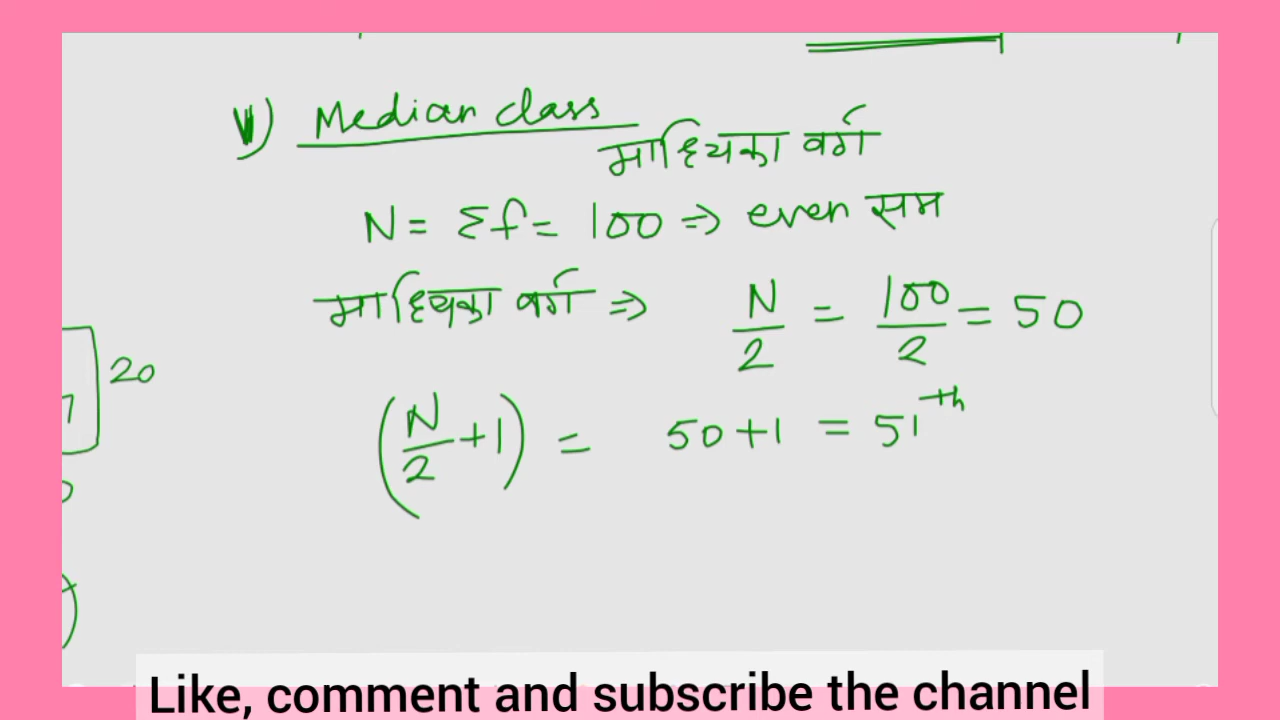 V) Median class
माध्यिका वर्ग
N = Σf = 100 => even सम
माध्यिका वर्ग => N/2 = 100/2 = 50
20
(N/2 + 1) = 50 + 1 = 51th
Like, comment and subscribe the channel